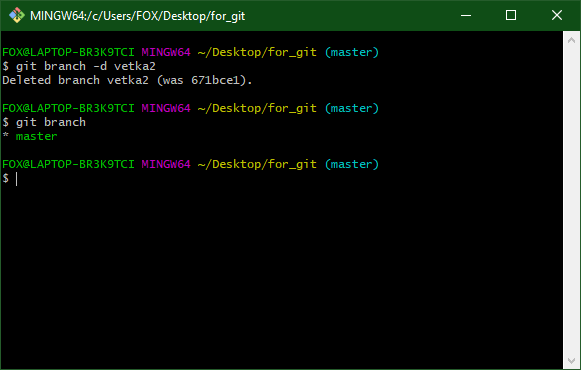 MINGW64:/c/Users/FOX/Desktop/for_git
FOX@LAPTOP-BR3K9TCI MINGW64 ~/Desktop/for_git (master)
$ git branch -d vetka2
Deleted branch vetka2 (was 671bce1).
FOX@LAPTOP-BR3K9TCI MINGW64 ~/Desktop/for_git (master)
$ git branch
* master
FOX@LAPTOP-BR3K9TCI MINGW64 ~/Desktop/for_git (master)
$